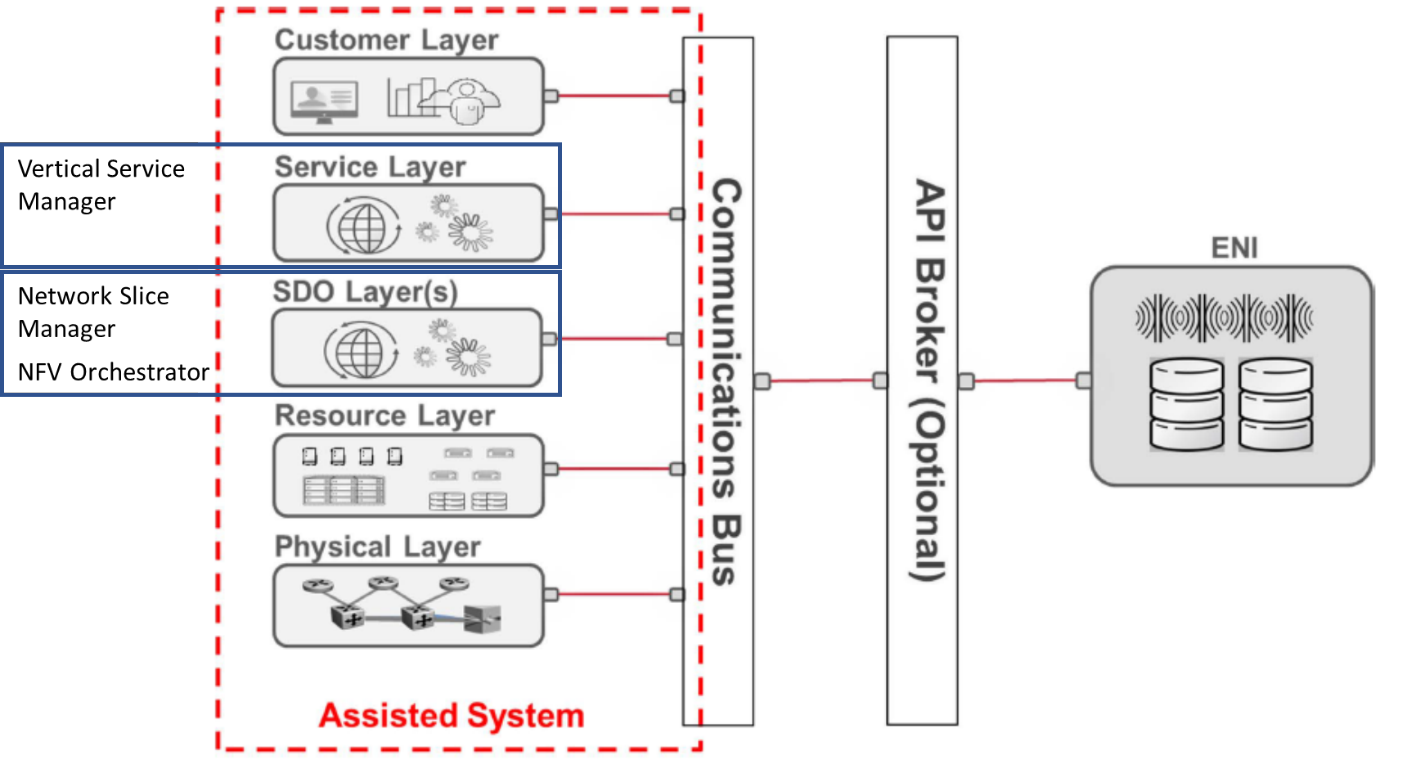 Customer Layer
Vertical Service
Manager
Service Layer
Network Slice
Manager
NFV Orchestrator
SDO Layer(s)
Resource Layer
Physical Layer
Assisted System
Communications Bus
API Broker (Optional)
ENI